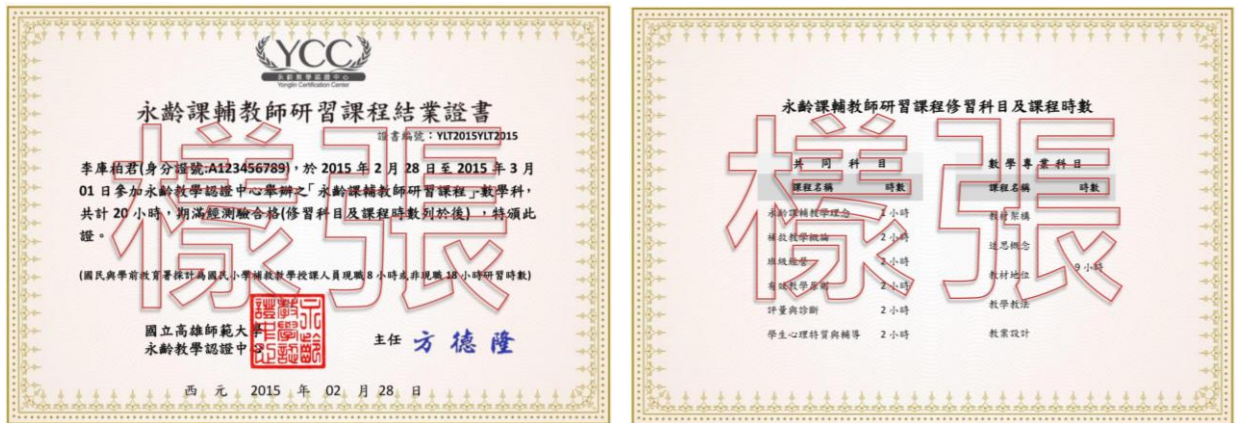 YCC
永齡教學認證中心
Yonglin Certification Center
永齡課輔教師研習課程結業證書
證書編號：YLT2015YLT2015
李庫柏君(身分證號:A123456789)，於 2015 年 2 月 28 日至 2015 年 3 月
01 日參加永齡教學認證中心舉辦之「永齡課輔教師研習課程」-數學科，
共計 20 小時，期滿經測驗合格(修習科目及課程時數列於後)，特頒此
證。
(國民與學前教育署採計為國民小學補救教學授課人員現職 8 小時或非現職 18 小時研習時數)
國立高雄師範大學
永齡教學認證中心
主任 方德隆
西元 2015 年 02 月 28 日
樣張
永齡課輔教師研習課程修習科目及課程時數
共同科目 數學專業科目
課程名稱 時數 課程名稱 時數
永齡課輔教學理念 1 小時 教材架構
補救教學概論 2 小時 迷思概念
班級經營 2 小時 教材地位 9 小時
有效教學原則 2 小時 教學教法
評量與診斷 2 小時 教案設計
學生心理特質與輔導 2 小時
樣張